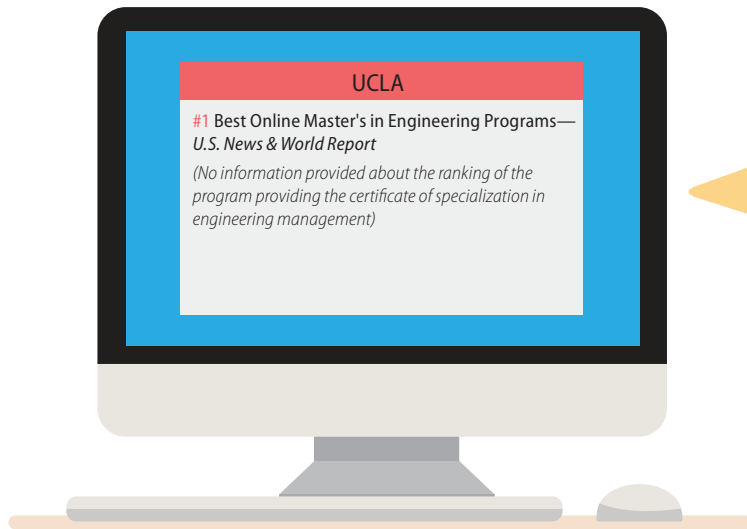 UCLA
#1 Best Online Master's in Engineering Programs—
U.S. News & World Report
(No information provided about the ranking of the
program providing the certificate of specialization in
engineering management)